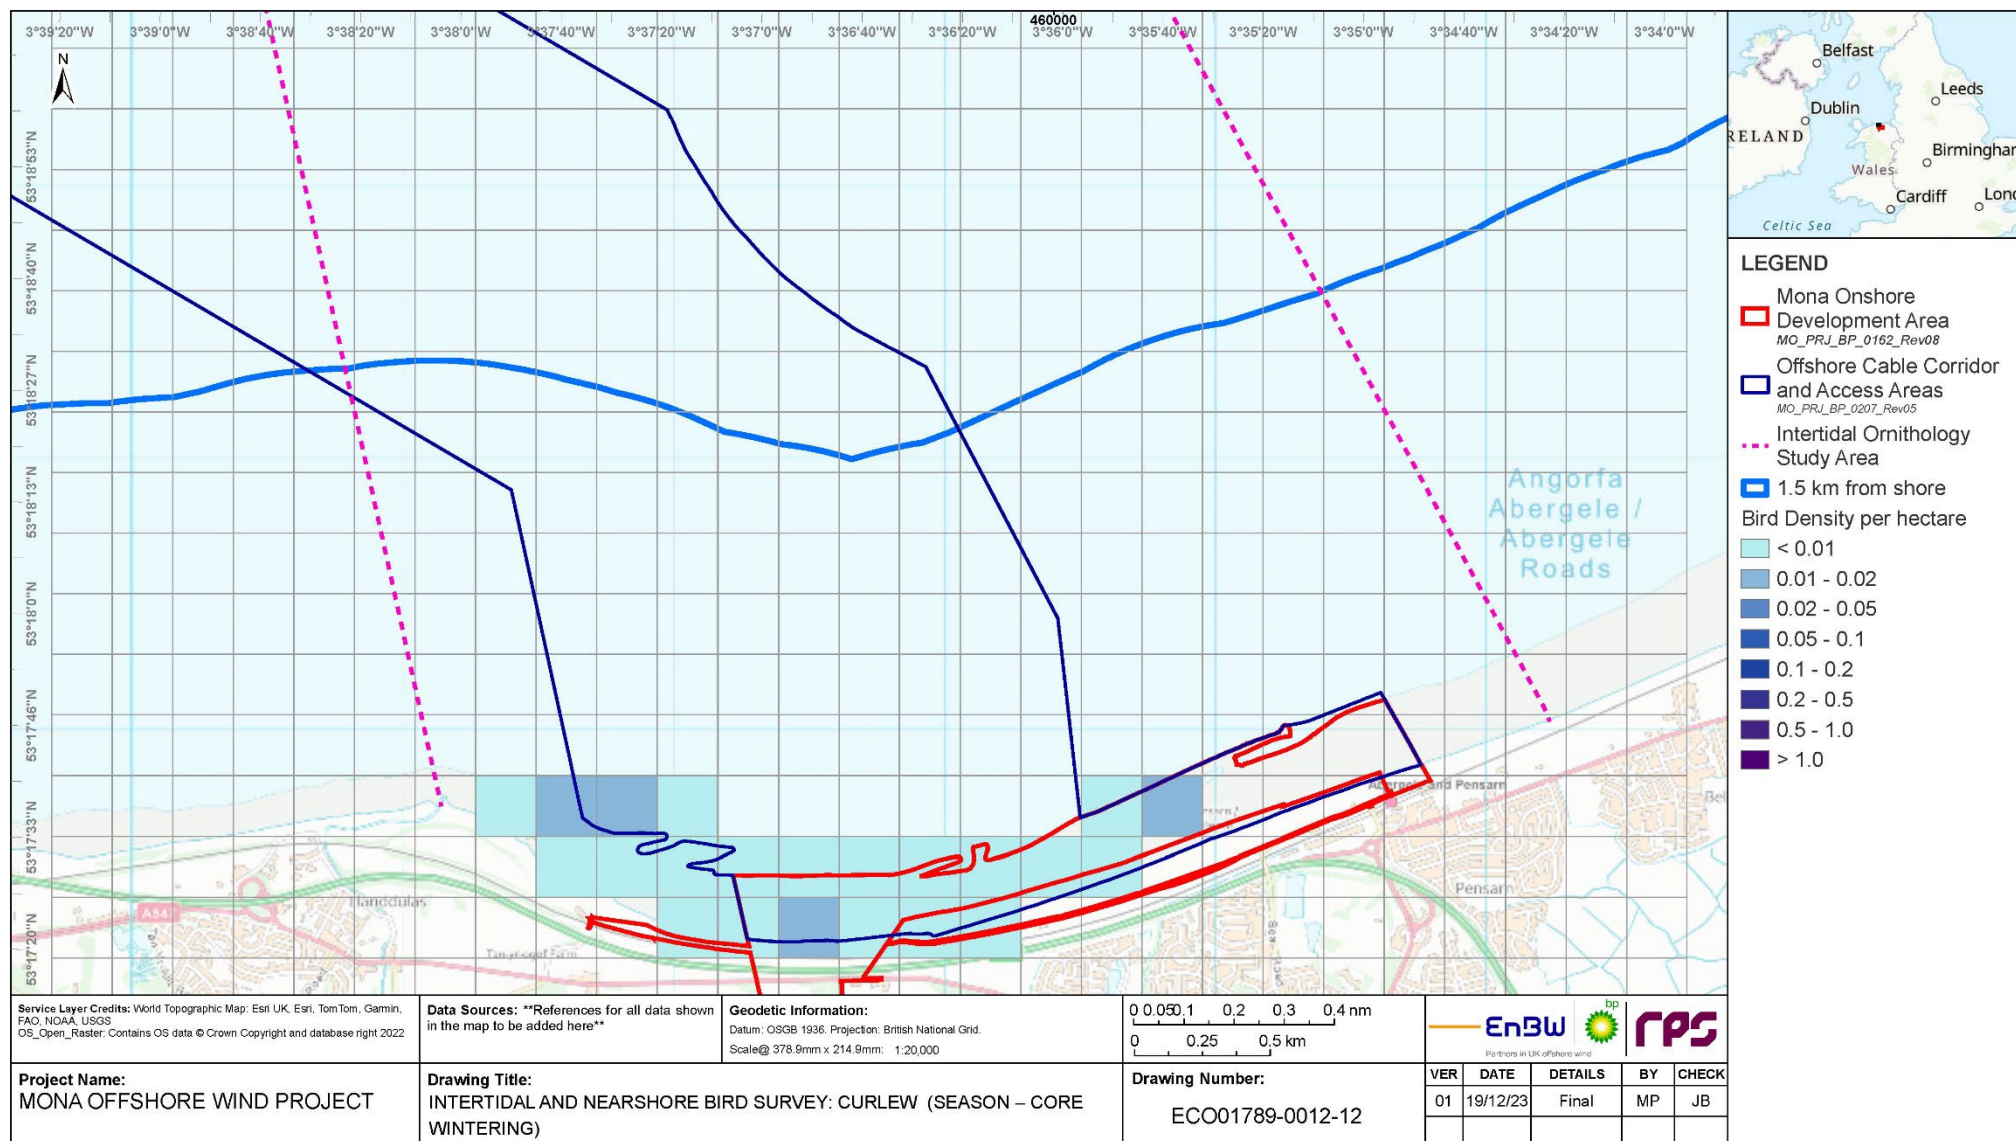 460000
3°39'20"W 3°39'0"W 3°38'40"W 3°38'20"W 3°38'0"W 3°37'40"W 3°37'20"W 3°37'0"W 3°36'40"W 3°36'20"W 3°36'0"W 3°35'40"W 3°35'20"W 3°35'0"W 3°34'40"W 3°34'20"W 3°34'0"W
N
53°18'53"N
53°18'40"N
53°18'27"N
53°18'13"N
53°18'0"N
53°17'46"N
53°17'33"N
53°17'20"N
Angorfa
Abergele /
Abergele
Roads
Abergele and Pensarn
Pensarn
Llanddulas
A547
Belfast
Leeds
Dublin
RELAND
Birminghar
Wales
Cardiff
Lond
Celtic Sea
LEGEND
Mona Onshore
Development Area
MO_PRJ_BP_0162_Rev08
Offshore Cable Corridor
and Access Areas
MO_PRJ_BP_0207_Rev05
Intertidal Ornithology
Study Area
1.5 km from shore
Bird Density per hectare
< 0.01
0.01 - 0.02
0.02 - 0.05
0.05 - 0.1
0.1 - 0.2
0.2 - 0.5
0.5 - 1.0
> 1.0
Service Layer Credits: World Topographic Map: Esri UK, Esri, TomTom, Garmin,
FAO, NOAA, USGS
OS_Open_Raster: Contains OS data © Crown Copyright and database right 2022
Data Sources: **References for all data shown
in the map to be added here**
Geodetic Information:
Datum: OSGB 1936. Projection: British National Grid.
Scale@ 378.9mm x 214.9mm: 1:20,000
0 0.05 0.1 0.2 0.3 0.4 nm
0 0.25 0.5 km
EnBW
Partners in UK offshore wind
bp
rps
Project Name:
MONA OFFSHORE WIND PROJECT
Drawing Title:
INTERTIDAL AND NEARSHORE BIRD SURVEY: CURLEW (SEASON – CORE
WINTERING)
Drawing Number:
ECO01789-0012-12
VER DATE DETAILS BY CHECK
01 19/12/23 Final MP JB